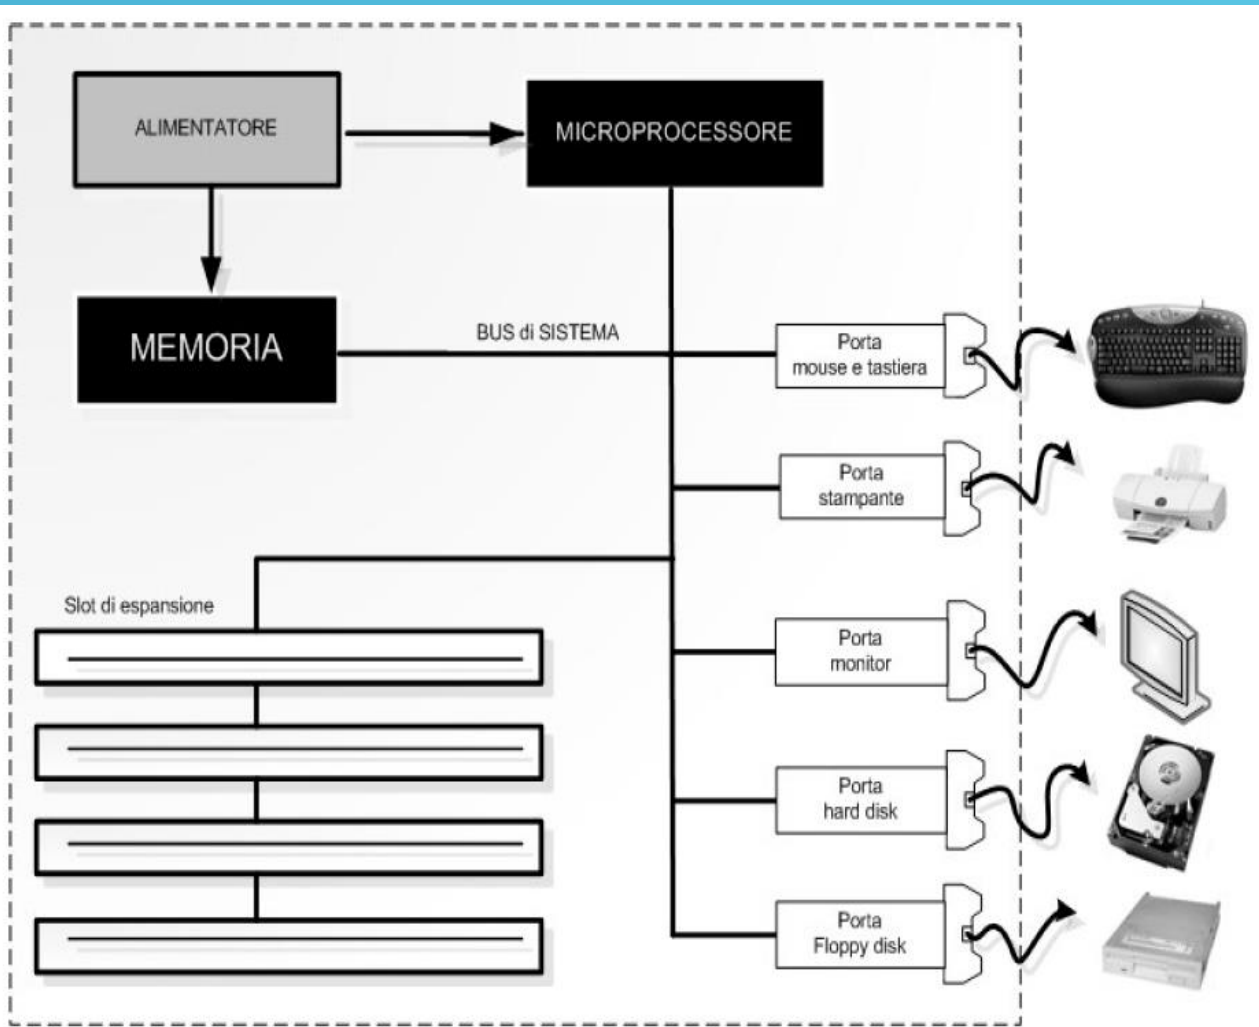 ALIMENTATORE
MICROPROCESSORE
MEMORIA
BUS di SISTEMA
Porta
mouse e tastiera
Porta
stampante
Slot di espansione
Porta
monitor
Porta
hard disk
Porta
Floppy disk